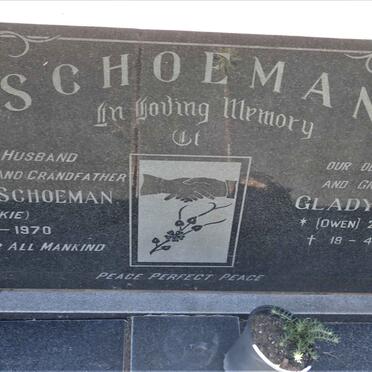 SCHOEMAN
In Loving Memory
Of
HUSBAND
AND GRANDFATHER
SCHOEMAN
KIE)
- 1970
ALL MANKIND
OUR
AND
GLADY
* (OWEN)
† 18 - 4
PEACE PERFECT PEACE